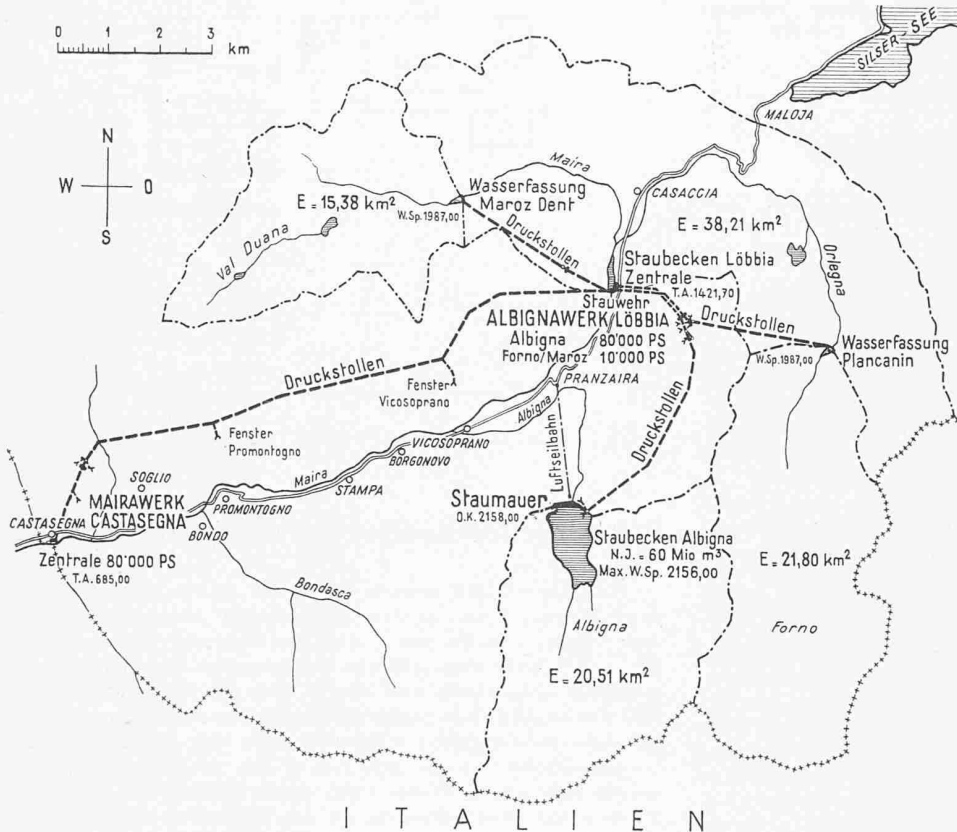 0 1 2 3 km
N
W O
S
SILSER-SEE
MALOJA
Maira
CASACCIA
Wasserfassung
Maroz Dent
W.Sp.1987,00
E = 15,38 km²
Val Duana
Druckstollen
E = 38,21 km²
Orlegna
Staubecken Löbbia
Zentrale
T.A.1421,70
Stauwehr
ALBIGNAWERK LÖBBIA
Albigna 80'000 PS
Forno/Maroz 10'000 PS
Druckstollen
Wasserfassung
Plancanin
W.Sp.1987,00
Druckstollen
Fenster
Vicosoprano
PRANZAIRA
Albigna
Druckstollen
Fenster
Promontogno
VICOSOPRANO
BORGONOVO
Luftseilbahn
Maira
STAMPA
SOGLIO
PROMONTOGNO
MAIRAWERK
CASTASEGNA
CASTASEGNA
BONDO
Zentrale 80'000 PS
T.A.685,00
Bondasca
Staumauer
O.K. 2158,00
Staubecken Albigna
N.J. = 60 Mio m³
Max.W.Sp. 2156,00
Albigna
E = 20,51 km²
E = 21,80 km²
Forno
ITALIEN